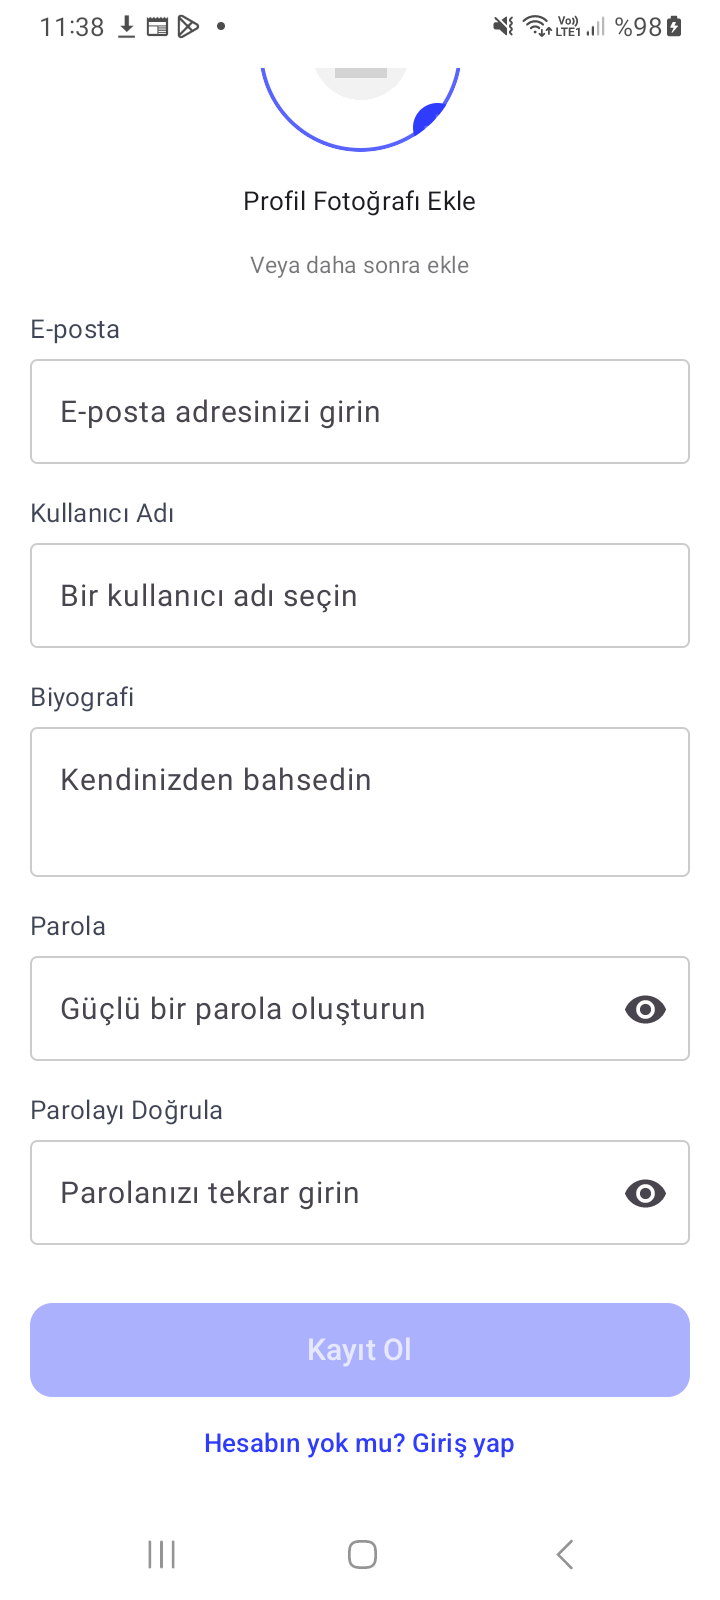 11:38 Vo)) LTE1 %98
Profil Fotoğrafı Ekle
Veya daha sonra ekle
E-posta
E-posta adresinizi girin
Kullanıcı Adı
Bir kullanıcı adı seçin
Biyografi
Kendinizden bahsedin
Parola
Güçlü bir parola oluşturun
Parolayı Doğrula
Parolanızı tekrar girin
Kayıt Ol
Hesabın yok mu? Giriş yap